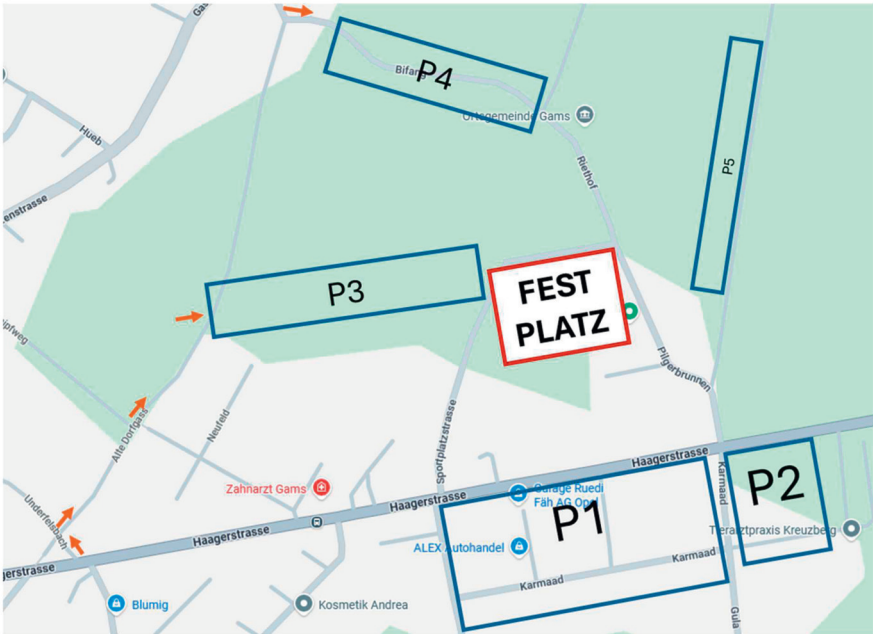 Bifang
P4
Ortsgemeinde Gams
Hueb
P5
Riethof
enstrasse
P3
FEST
PLATZ
Pilgerbrunnen
Alte Dorfgass
Neufeld
Sportplatzstrasse
Haagerstrasse
Karmaad
P2
Zahnarzt Gams
Garage Ruedi
Fäh AG Opel
Haagerstrasse
P1
Underfelsbach
Haagerstrasse
Tierarztpraxis Kreuzberg
ALEX Autohandel
Karmaad
gerstrasse
Karmaad
Blumig
Kosmetik Andrea
Gula